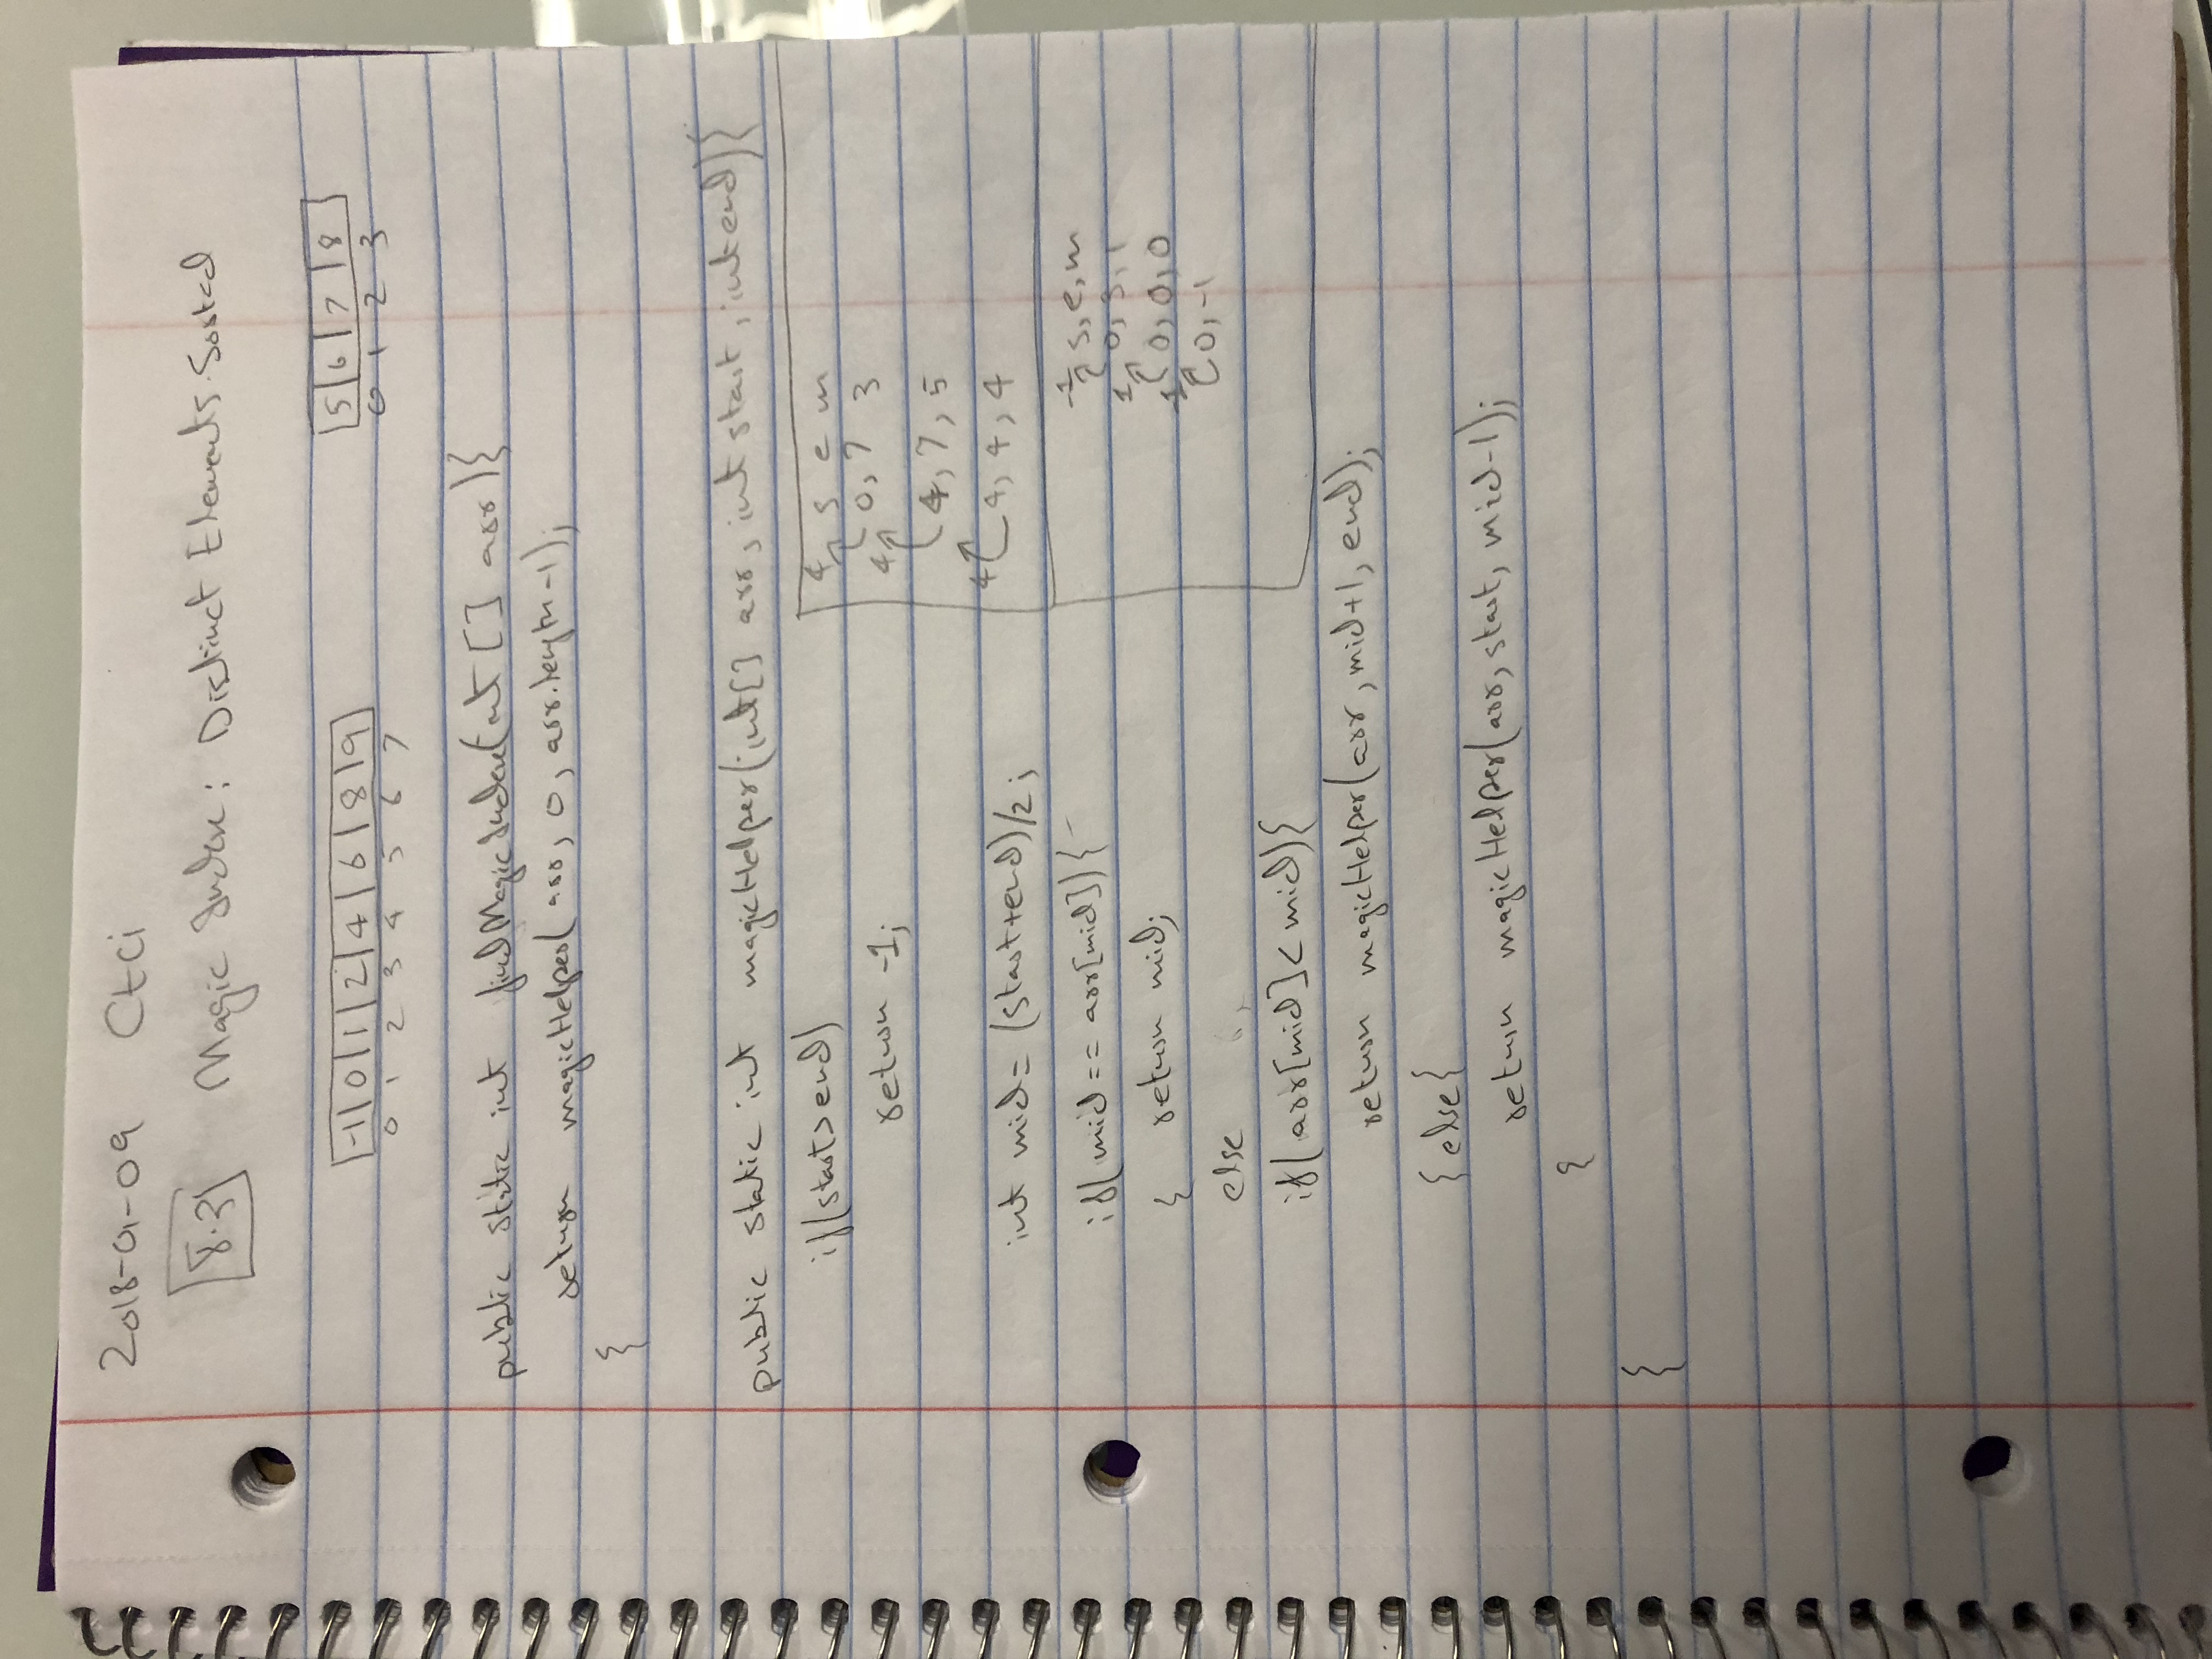 2018-01-09 CtCi
8.3 Magic Index: Distinct Elements. Sorted
-1 0 1 2 4 6 8 9
0 1 2 3 4 5 6 7
5 6 7 8
0 1 2 3
public static int findMagicIndex(int [] arr){
return magicHelper( arr, 0, arr.length-1);
}
public static int magicHelper(int[] arr, int start, int end){
if(start>end)
return -1;
int mid= (start+end)/2;
if( mid == arr[mid]){
} return mid;
else
if( arr[mid]< mid){
return magicHelper(arr, mid+1, end);
}else{
return magicHelper(arr, start, mid-1);
}
}
4 s e m
4 0, 7 3
4, 7, 5
4 4, 4, 4
-1 s, e, m
1 0, 3, 1
-1 0, 0, 0
0, -1